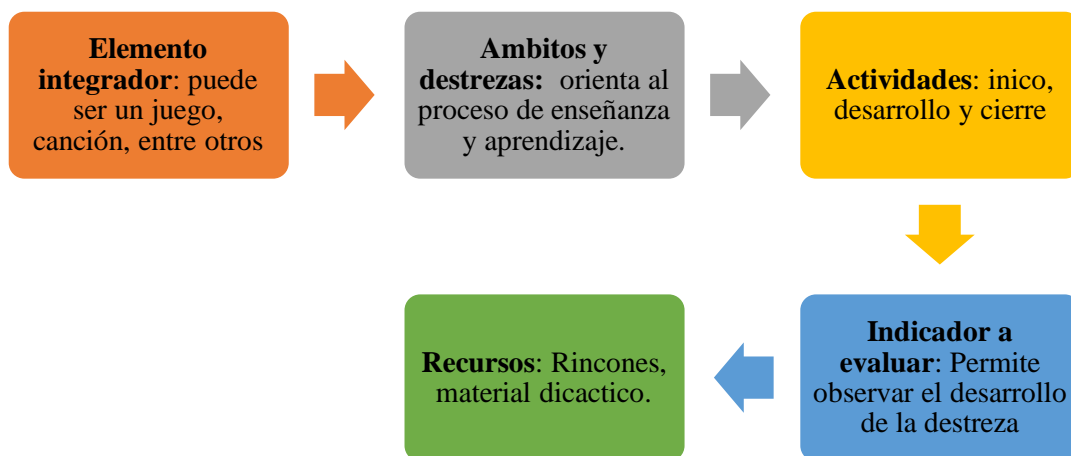 Elemento
integrador: puede
ser un juego,
canción, entre otros
Ambitos y
destrezas: orienta al
proceso de enseñanza
y aprendizaje.
Actividades: inico,
desarrollo y cierre
Indicador a
evaluar: Permite
observar el desarrollo
de la destreza
Recursos: Rincones,
material dicactico.